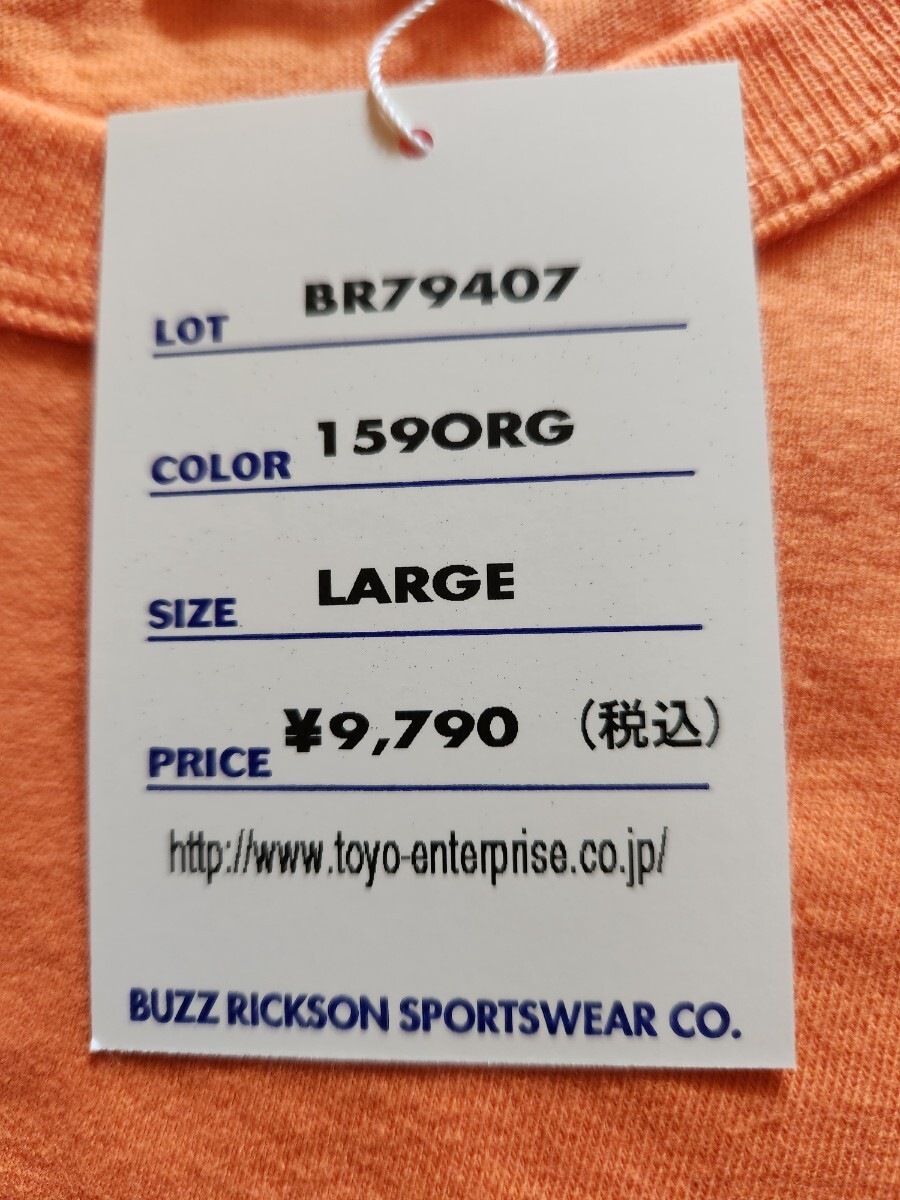 LOT BR79407
COLOR 159ORG
SIZE LARGE
PRICE ¥9,790 (税込)
http://www.toyo-enterprise.co.jp/
BUZZ RICKSON SPORTSWEAR CO.